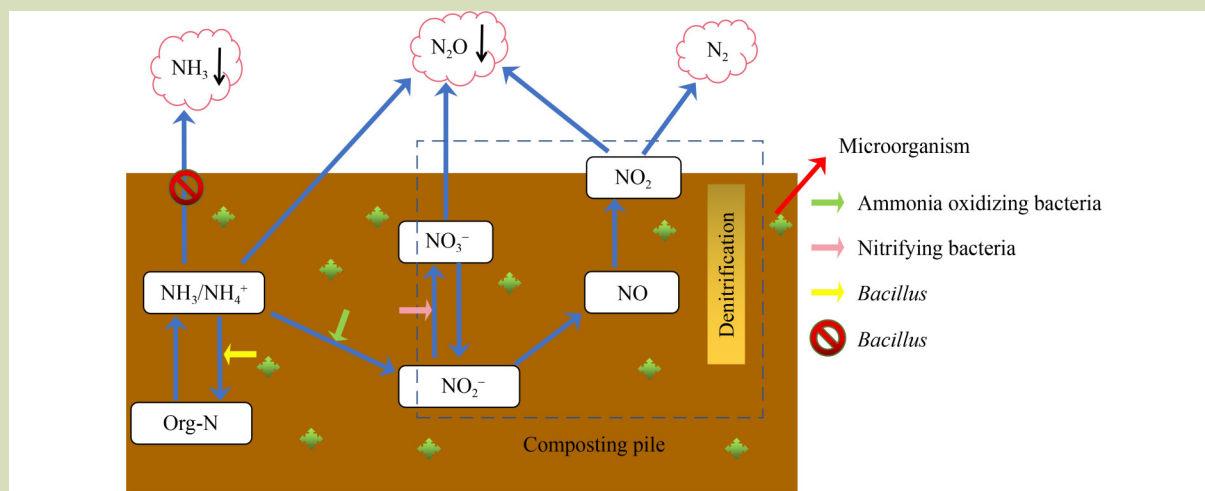 NH₃
N₂O
N₂
Microorganism
NO₂
Ammonia oxidizing bacteria
NO₃⁻
Nitrifying bacteria
NH₃/NH₄⁺
NO
Denitrification
Bacillus
Bacillus
NO₂⁻
Org-N
Composting pile